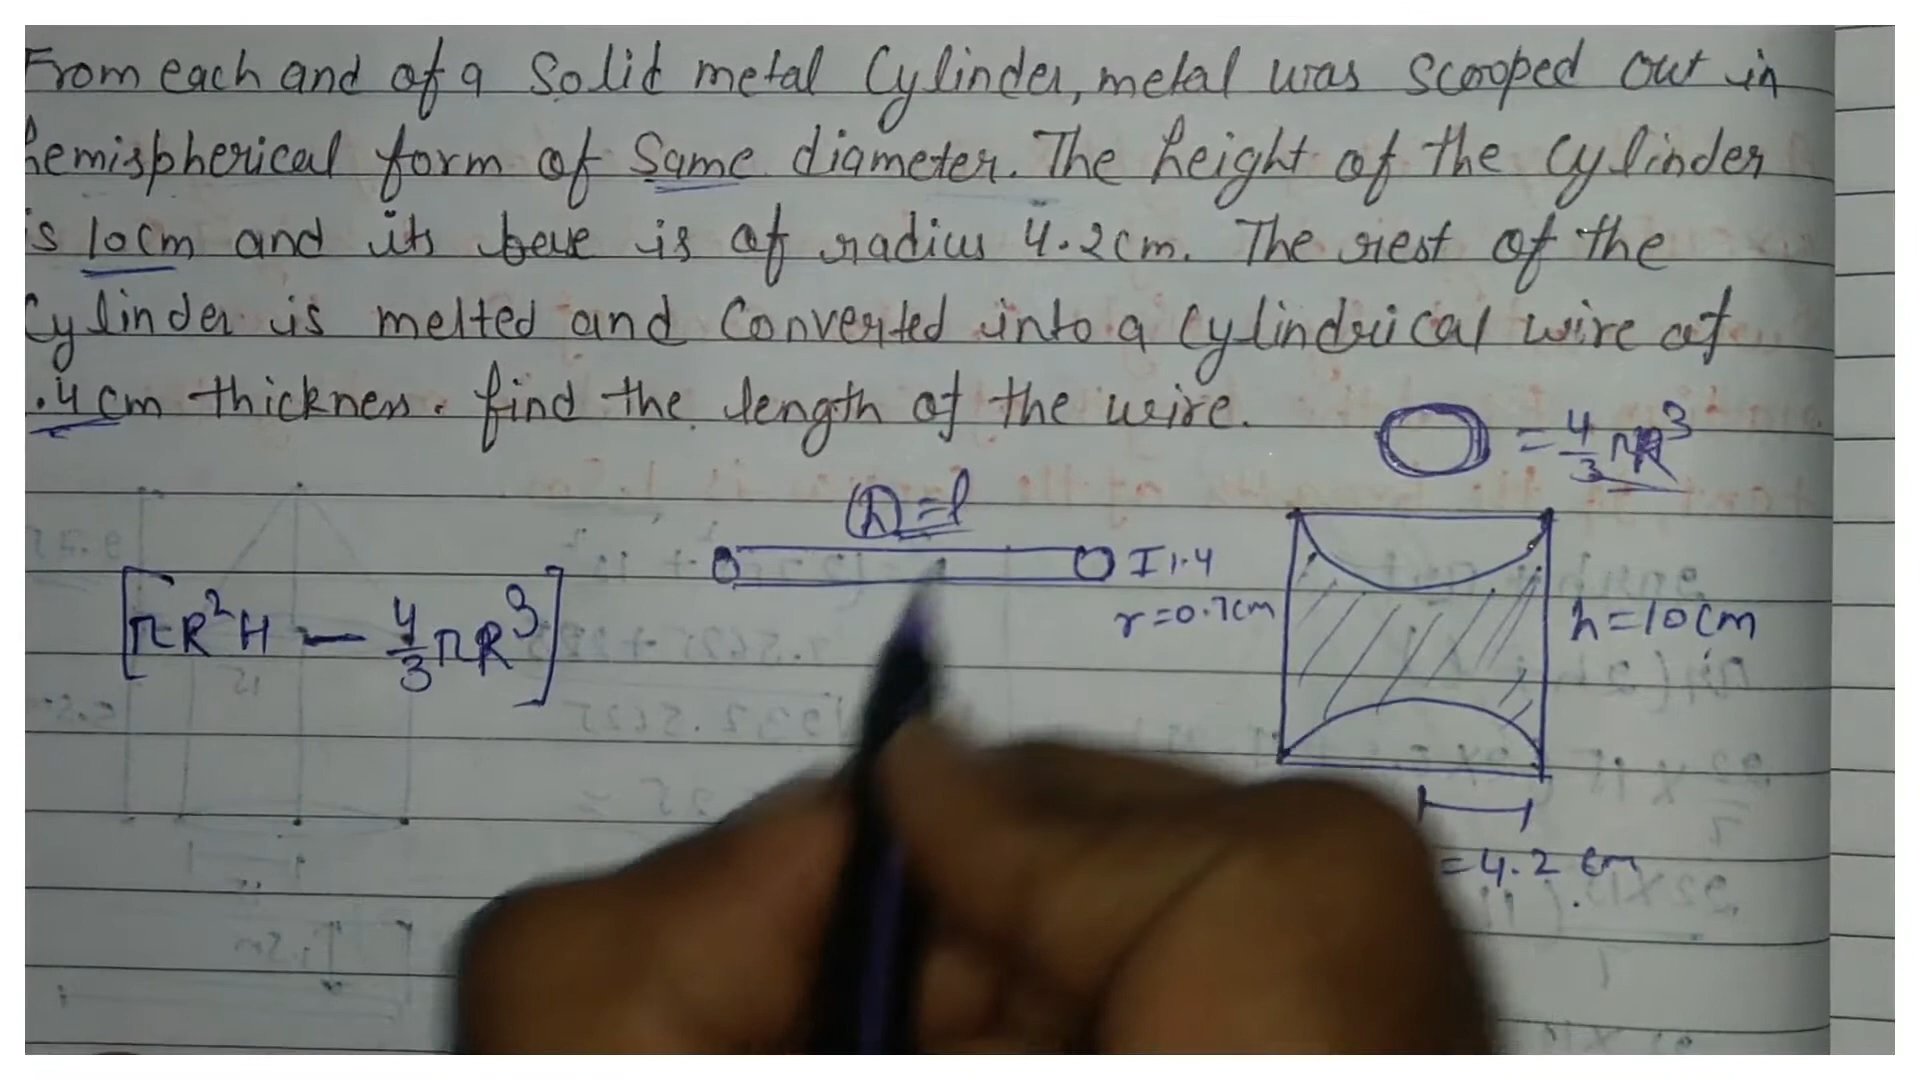 From each and of a Solid metal Cylinder, metal was scooped out in
hemispherical form of Same diameter. The height of the Cylinder
is 10cm and its base is of radius 4.2cm. The rest of the
Cylinder is melted and Converted into a Cylindrical wire of
.4cm thickness. find the length of the wire.
= 4/3 πR³
(h) = l
I 1.4
r = 0.7cm
h = 10cm
[πR²H - 4/3 πR³]
= 4.2 cm